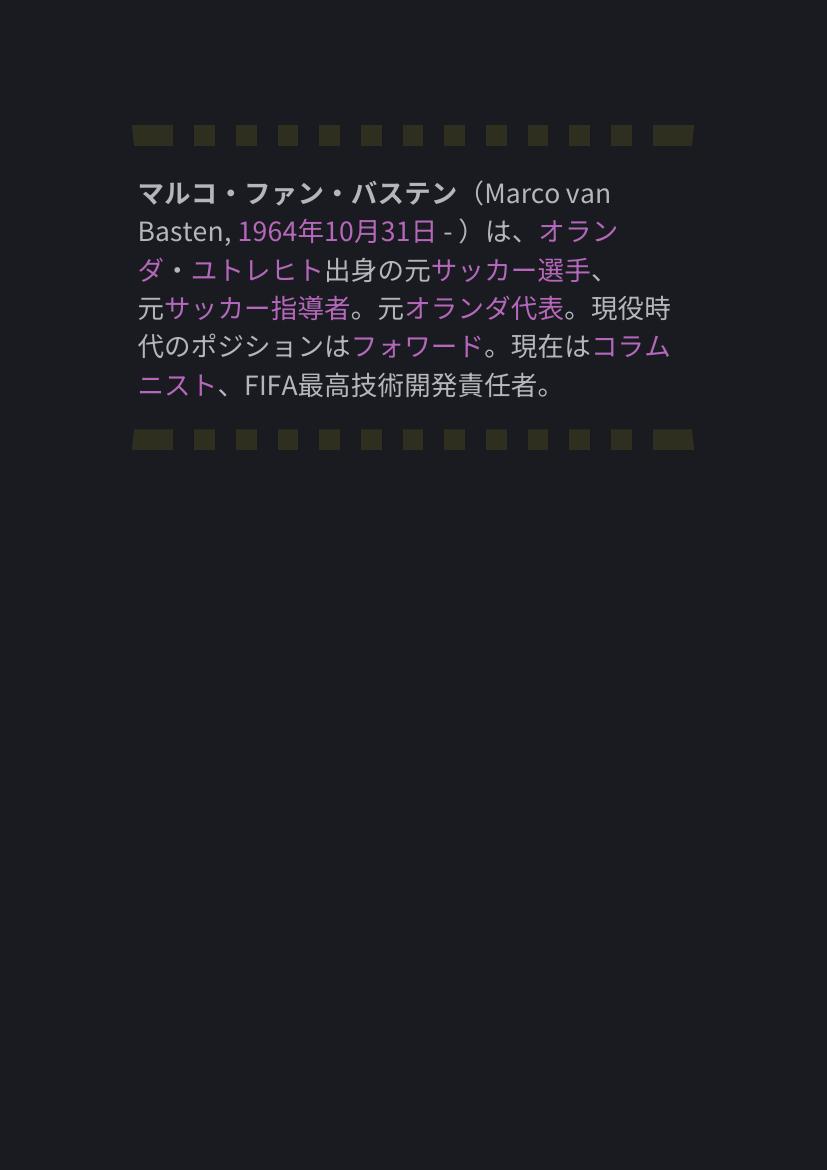 マルコ・ファン・バステン（Marco van
Basten, 1964年10月31日 - ）は、オラン
ダ・ユトレヒト出身の元サッカー選手、
元サッカー指導者。元オランダ代表。現役時
代のポジションはフォワード。現在はコラム
ニスト、FIFA最高技術開発責任者。